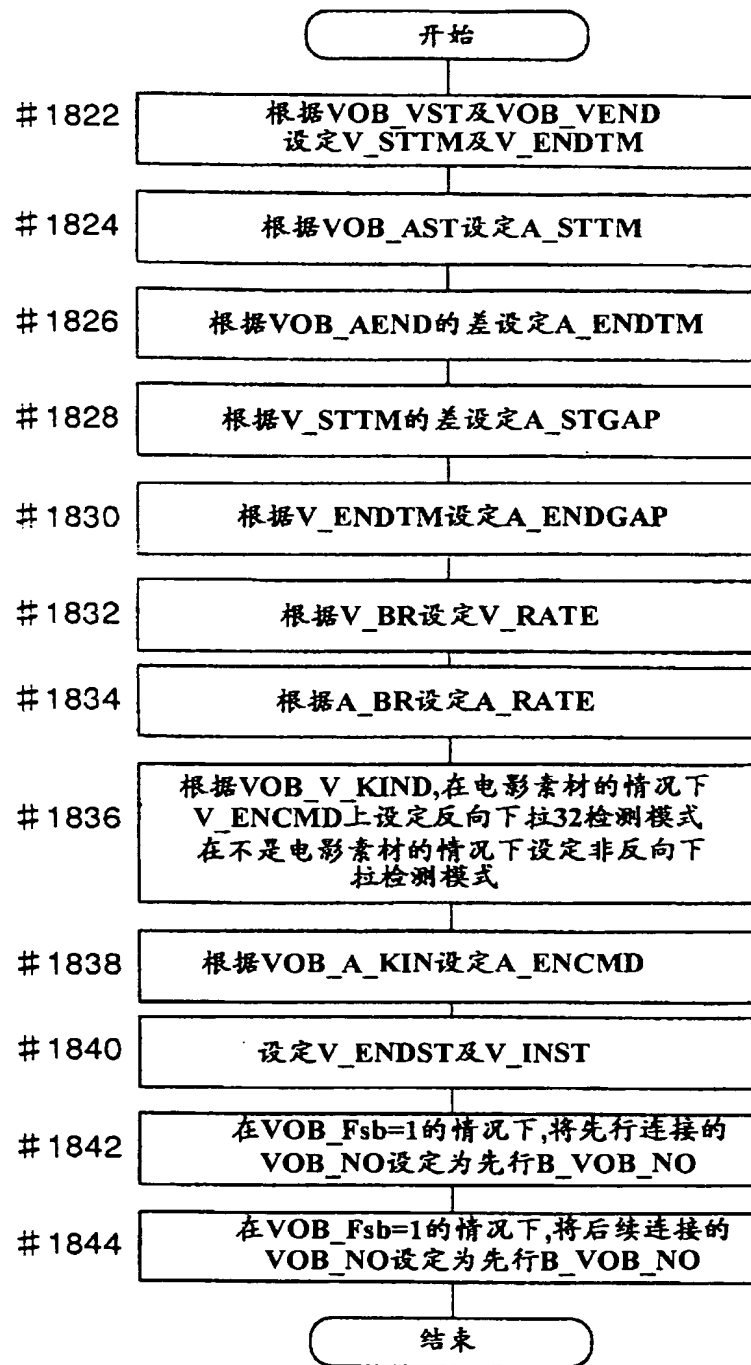 开始
#1822
根据VOB_VST及VOB_VEND
设定V_STTM及V_ENDTM
#1824
根据VOB_AST设定A_STTM
#1826
根据VOB_AEND的差设定A_ENDTM
#1828
根据V_STTM的差设定A_STGAP
#1830
根据V_ENDTM设定A_ENDGAP
#1832
根据V_BR设定V_RATE
#1834
根据A_BR设定A_RATE
#1836
根据VOB_V_KIND,在电影素材的情况下
V_ENCMD上设定反向下拉32检测模式
在不是电影素材的情况下设定非反向下
拉检测模式
#1838
根据VOB_A_KIN设定A_ENCMD
#1840
设定V_ENDST及V_INST
#1842
在VOB_Fsb=1的情况下,将先行连接的
VOB_NO设定为先行B_VOB_NO
#1844
在VOB_Fsb=1的情况下,将后续连接的
VOB_NO设定为先行B_VOB_NO
结束